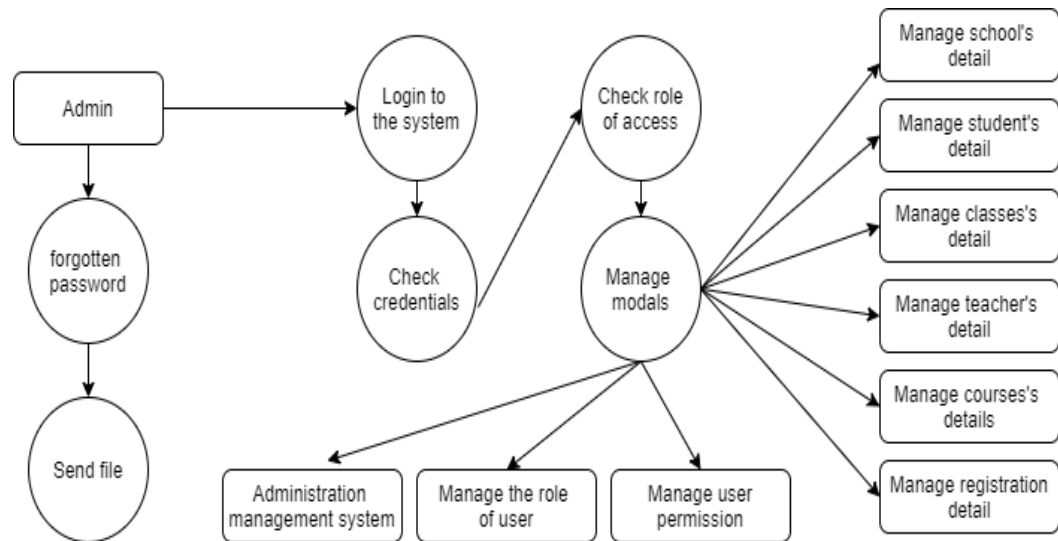 Admin
Login to
the system
Check role
of access
Manage school's
detail
Manage student's
detail
forgotten
password
Check
credentials
Manage
modals
Manage classes's
detail
Manage teacher's
detail
Manage courses's
details
Send file
Administration
management system
Manage the role
of user
Manage user
permission
Manage registration
detail